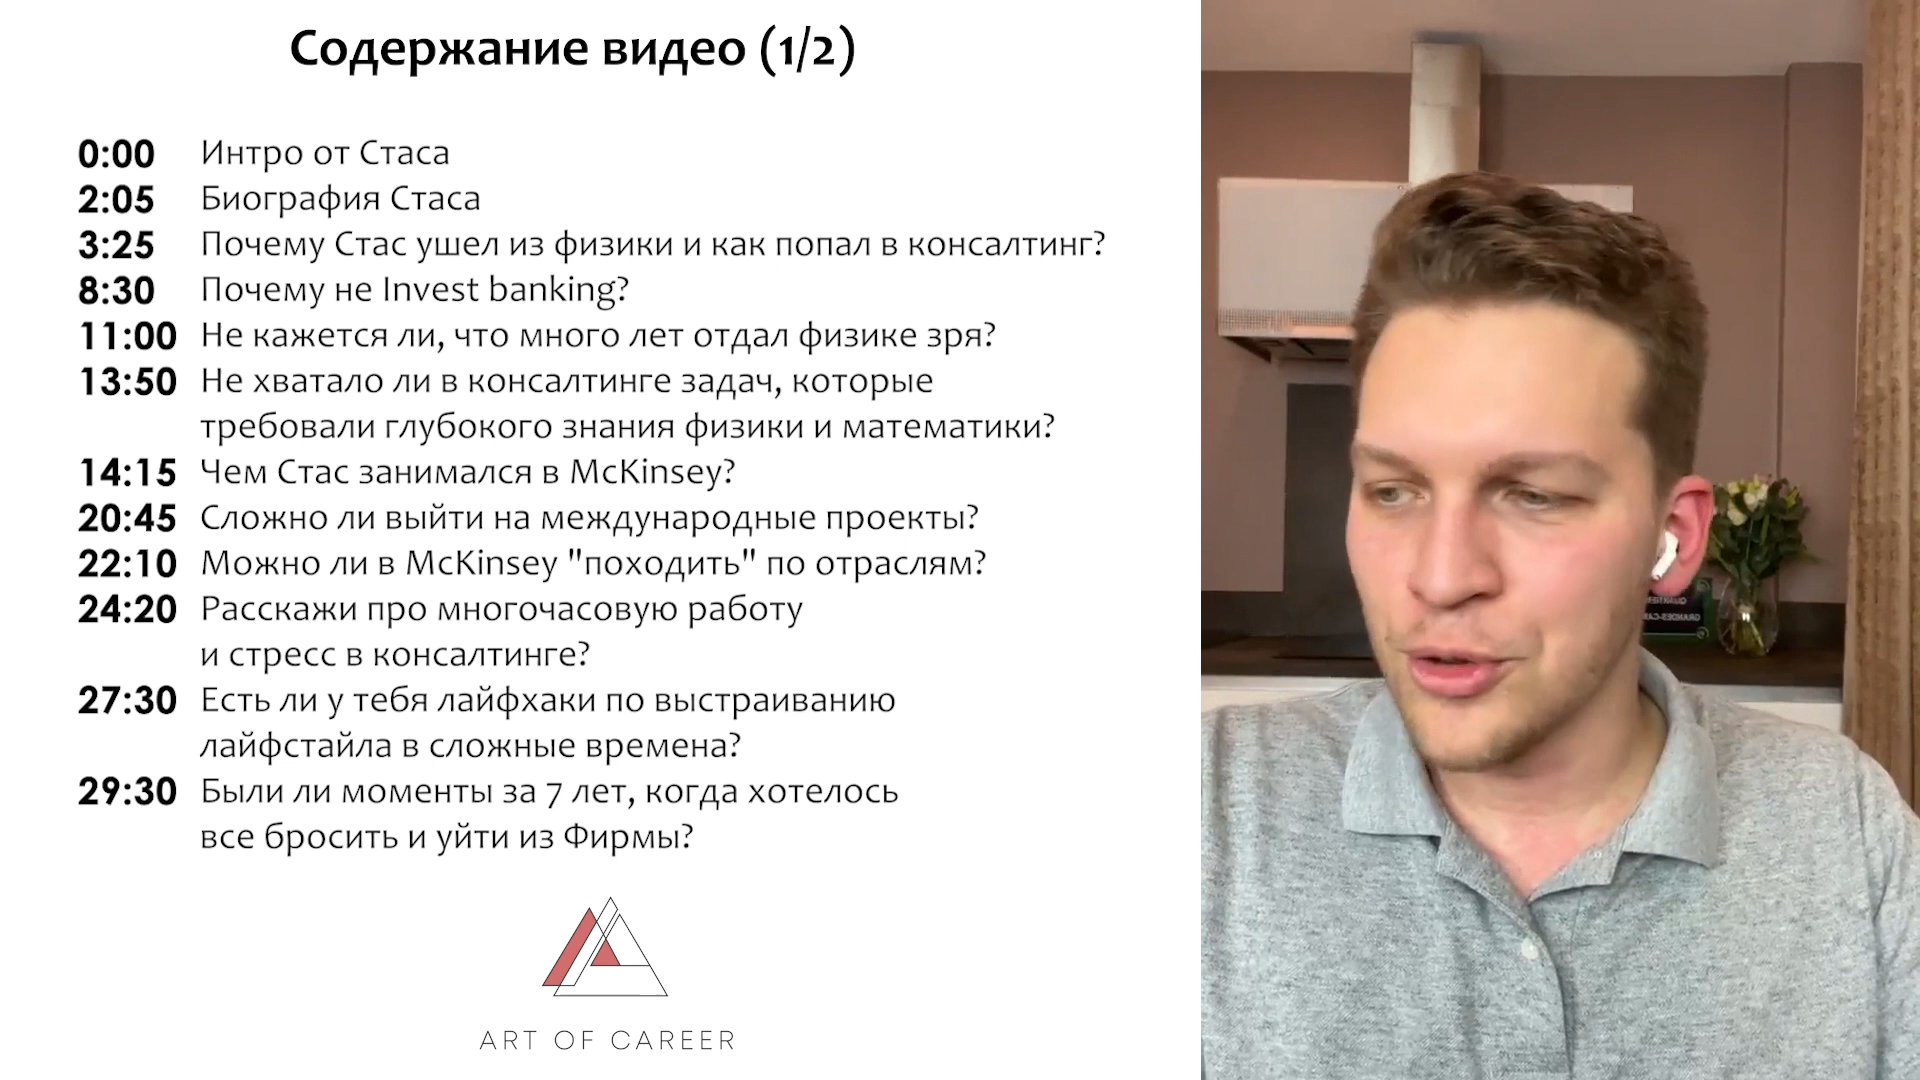 Содержание видео (1/2)
0:00 Интро от Стаса
2:05 Биография Стаса
3:25 Почему Стас ушел из физики и как попал в консалтинг?
8:30 Почему не Invest banking?
11:00 Не кажется ли, что много лет отдал физике зря?
13:50 Не хватало ли в консалтинге задач, которые
требовали глубокого знания физики и математики?
14:15 Чем Стас занимался в McKinsey?
20:45 Сложно ли выйти на международные проекты?
22:10 Можно ли в McKinsey "походить" по отраслям?
24:20 Расскажи про многочасовую работу
и стресс в консалтинге?
27:30 Есть ли у тебя лайфхаки по выстраиванию
лайфстайла в сложные времена?
29:30 Были ли моменты за 7 лет, когда хотелось
все бросить и уйти из Фирмы?
ART OF CAREER